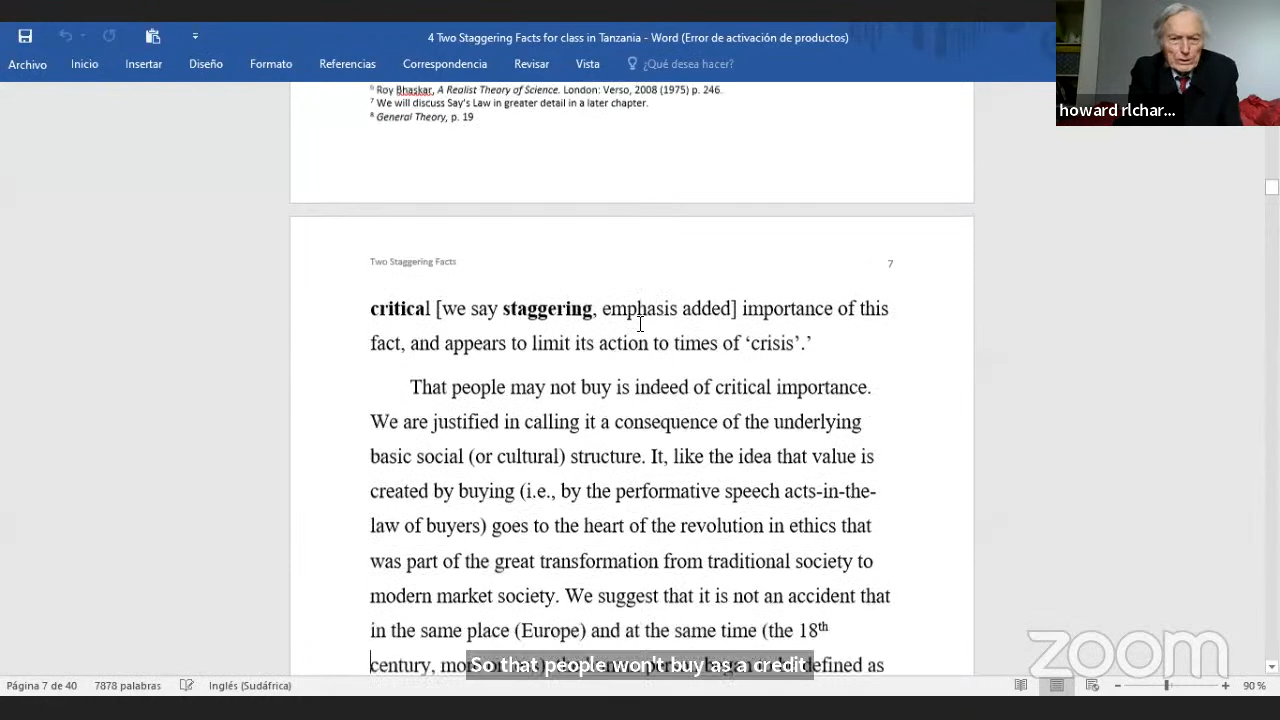 4 Two Staggering Facts for class in Tanzania - Word (Error de activación de productos)
Archivo Inicio Insertar Diseño Formato Referencias Correspondencia Revisar Vista ¿Qué desea hacer?
howard rlchar...
6 Roy Bhaskar, A Realist Theory of Science. London: Verso, 2008 (1975) p. 246.
7 We will discuss Say's Law in greater detail in a later chapter.
8 General Theory, p. 19
Two Staggering Facts 7
critical [we say staggering, emphasis added] importance of this
fact, and appears to limit its action to times of ‘crisis’.’
That people may not buy is indeed of critical importance.
We are justified in calling it a consequence of the underlying
basic social (or cultural) structure. It, like the idea that value is
created by buying (i.e., by the performative speech acts-in-the-
law of buyers) goes to the heart of the revolution in ethics that
was part of the great transformation from traditional society to
modern market society. We suggest that it is not an accident that
in the same place (Europe) and at the same time (the 18th
century, defined as
So that people won't buy as a credit
zoom
Página 7 de 40 7878 palabras Inglés (Sudáfrica) 90 %